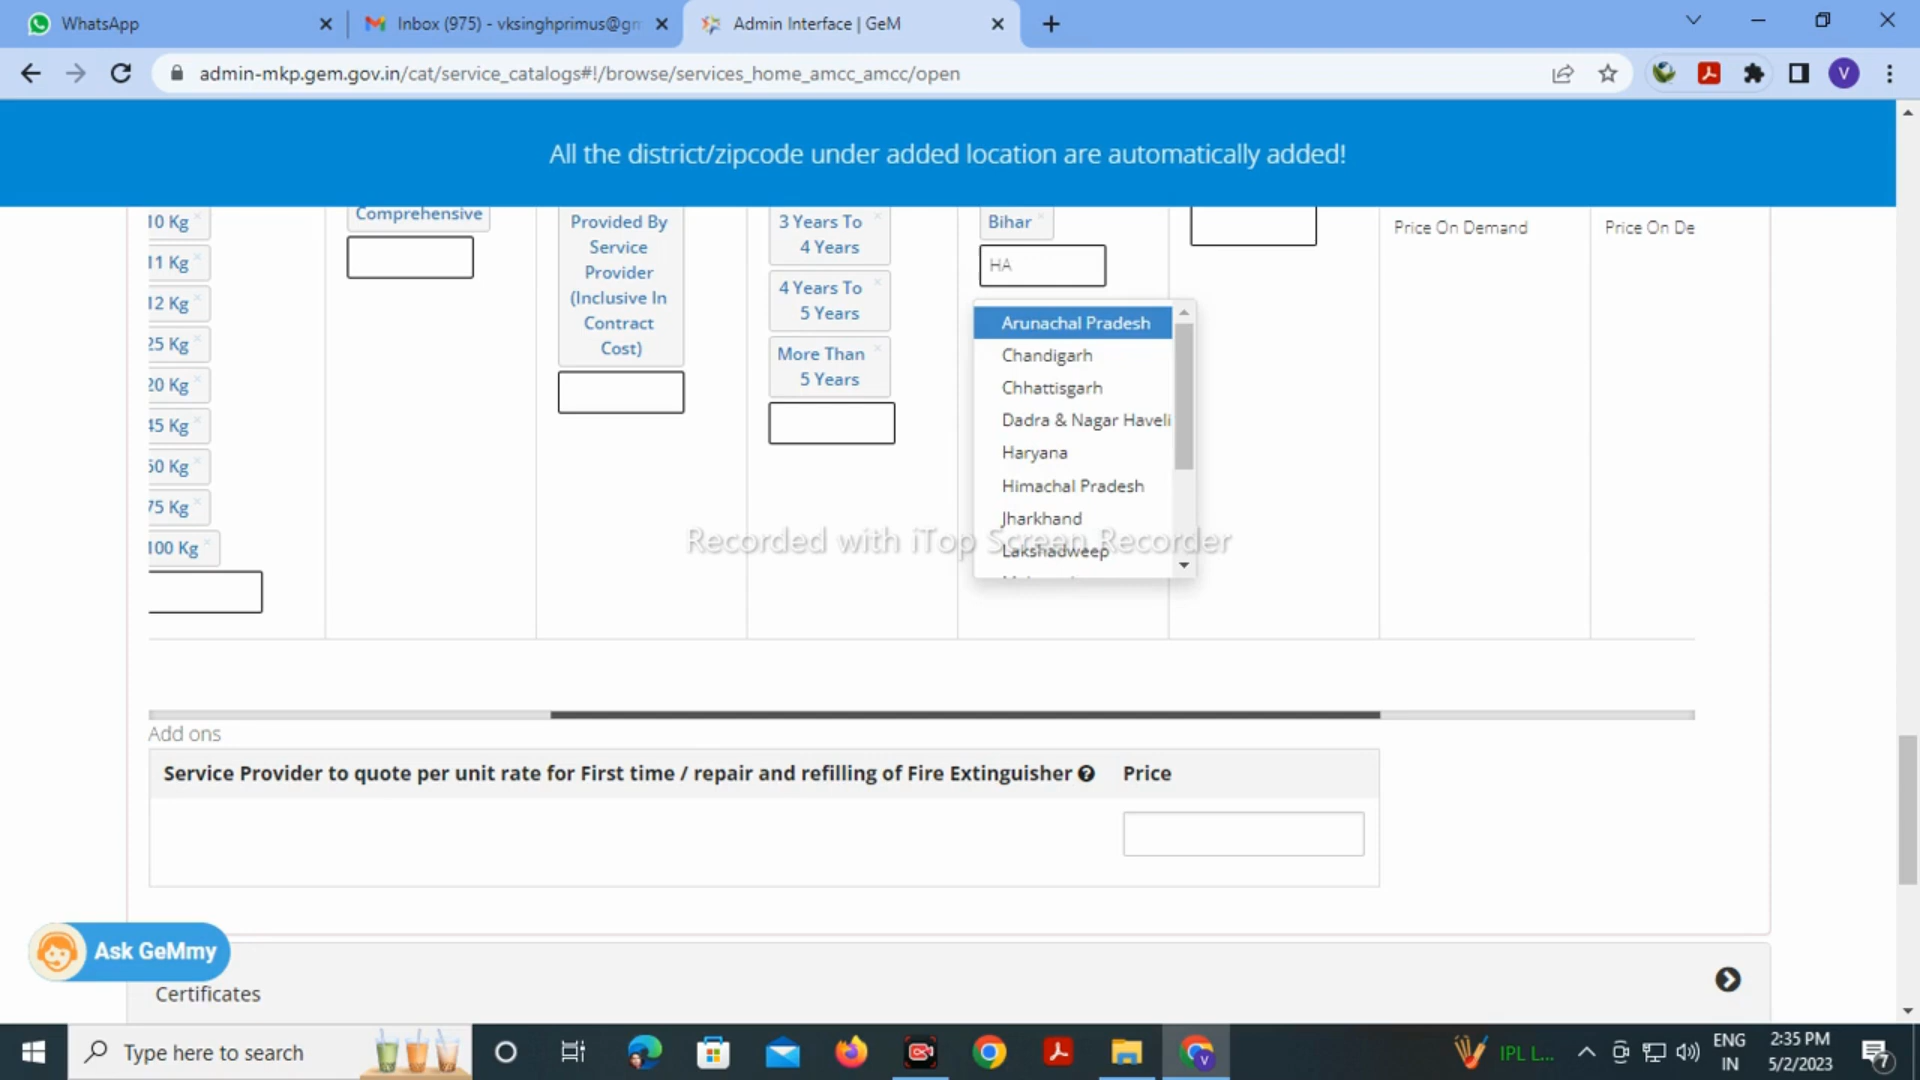 WhatsApp
Inbox (975) - vksinghprimus@gm
Admin Interface | GeM
admin-mkp.gem.gov.in/cat/service_catalogs#!/browse/services_home_amcc_amcc/open
V
All the district/zipcode under added location are automatically added!
10 Kg
11 Kg
12 Kg
25 Kg
20 Kg
45 Kg
50 Kg
75 Kg
100 Kg
Comprehensive
Provided By
Service
Provider
(Inclusive In
Contract
Cost)
3 Years To
4 Years
4 Years To
5 Years
More Than
5 Years
Bihar
HA
Arunachal Pradesh
Chandigarh
Chhattisgarh
Dadra & Nagar Haveli
Haryana
Himachal Pradesh
Jharkhand
Lakshadweep
Price On Demand
Price On De
Recorded with iTop Screen Recorder
Add ons
Service Provider to quote per unit rate for First time / repair and refilling of Fire Extinguisher
Price
Ask GeMmy
Certificates
Type here to search
IPL L...
ENG
IN
2:35 PM
5/2/2023
7